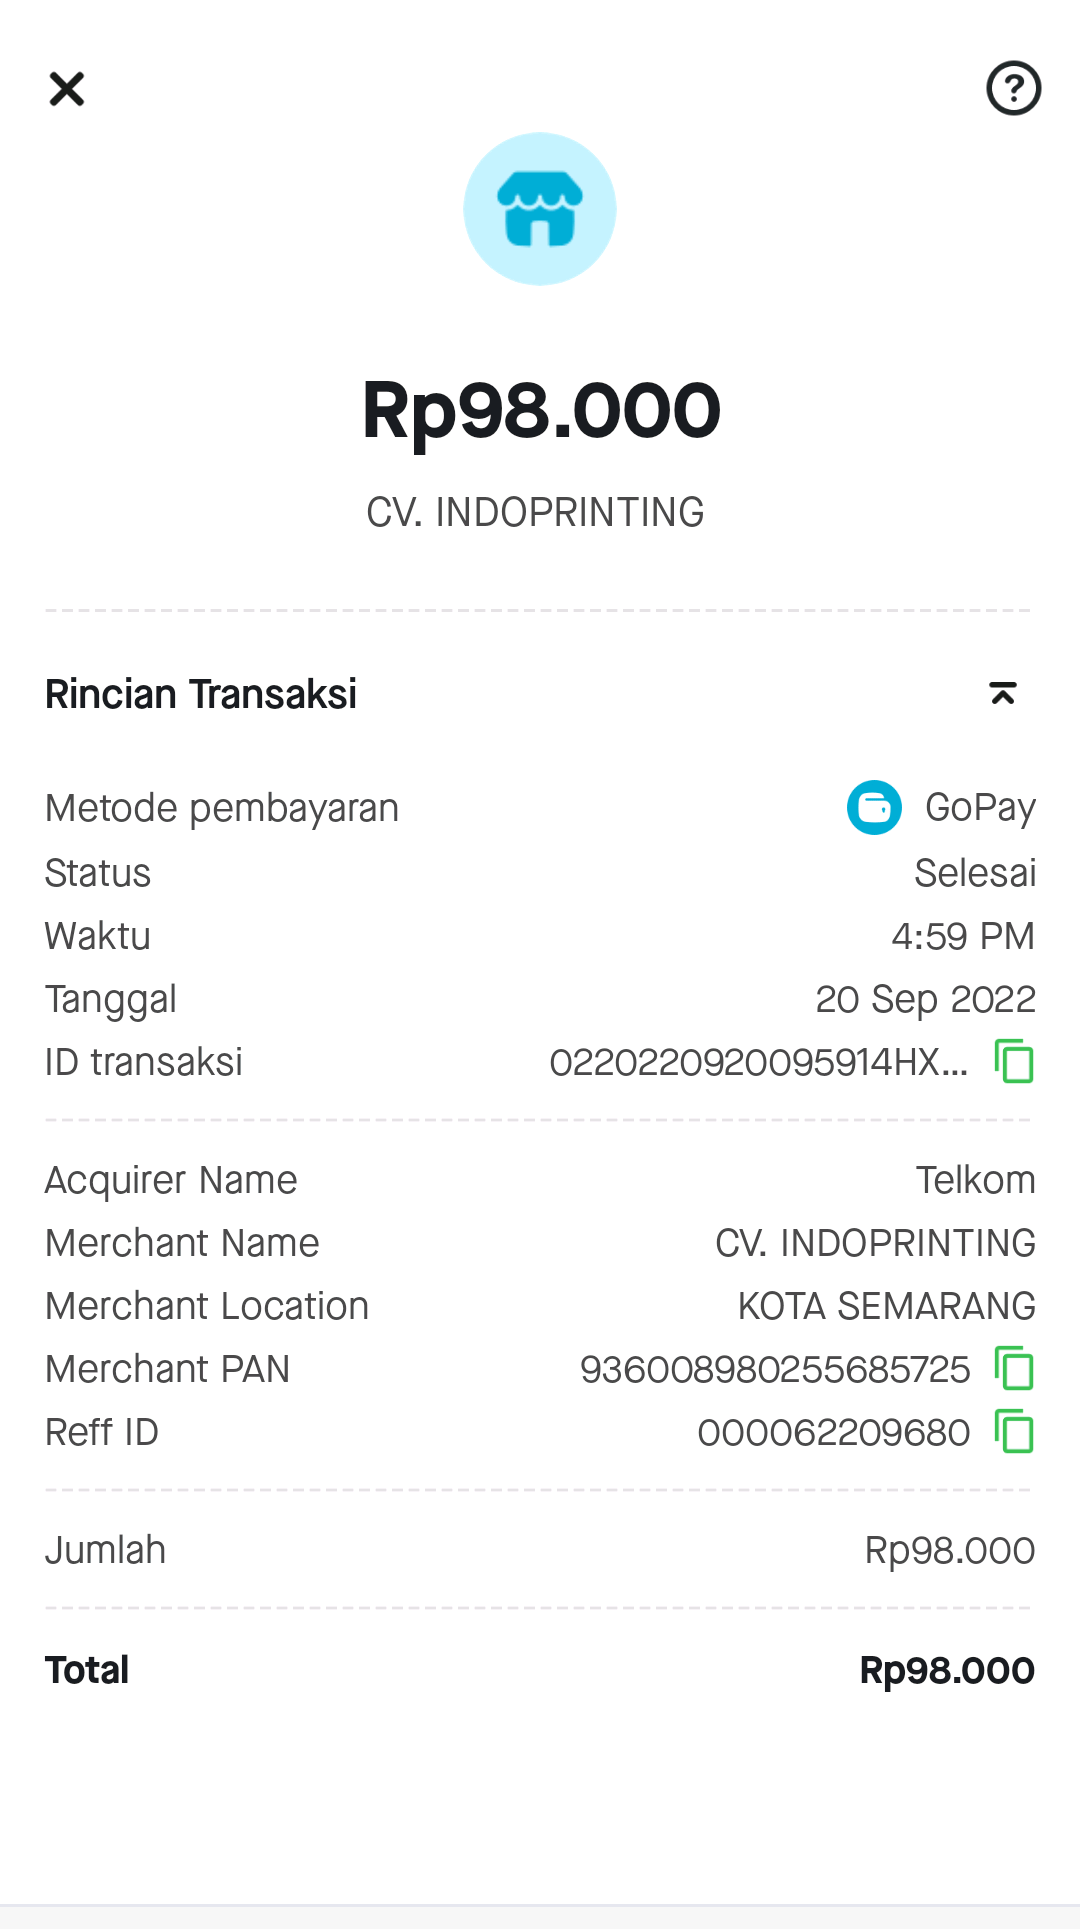 Rp98.000
CV. INDOPRINTING
Rincian Transaksi
Metode pembayaran GoPay
Status Selesai
Waktu 4:59 PM
Tanggal 20 Sep 2022
ID transaksi 0220220920095914HX...
Acquirer Name Telkom
Merchant Name CV. INDOPRINTING
Merchant Location KOTA SEMARANG
Merchant PAN 936008980255685725
Reff ID 000062209680
Jumlah Rp98.000
Total Rp98.000